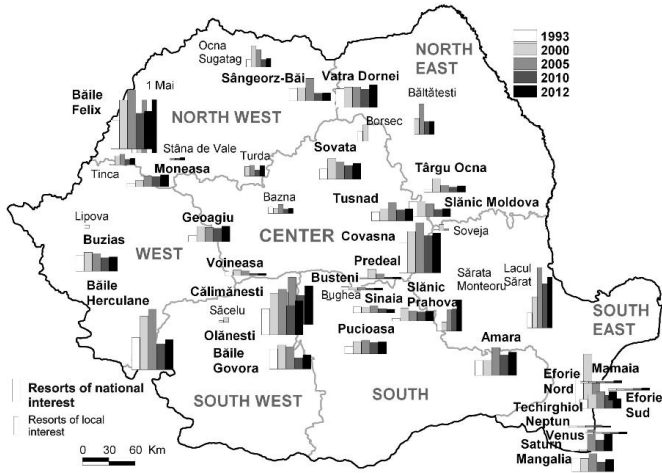 1993
2000
2005
2010
2012
Ocna
Sugatag
NORTH
EAST
Sângeorz-Băi
Vatra Dornei
1 Mai
Băile
Felix
Băltătesti
NORTH WEST
Borsec
Stâna de Vale
Sovata
Tinca
Moneasa
Turda
Târgu Ocna
Bazna
Tusnad
Slănic Moldova
Lipova
Geoagiu
CENTER
Soveja
Buzias
WEST
Covasna
Voineasa
Predeal
Sărata
Monteoru
Lacul
Sărat
Băile
Herculane
Călimănesti
Busteni
Slănic
Prahova
Bughea
Săcelu
Sinaia
SOUTH
EAST
Olănesti
Pucioasa
Amara
Băile
Govora
Mamaia
Eforie
Nord
Resorts of national
interest
SOUTH WEST
SOUTH
Eforie
Sud
Techirghiol
Resorts of local
interest
Neptun
Venus
Saturn
0 30 60 Km
Mangalia